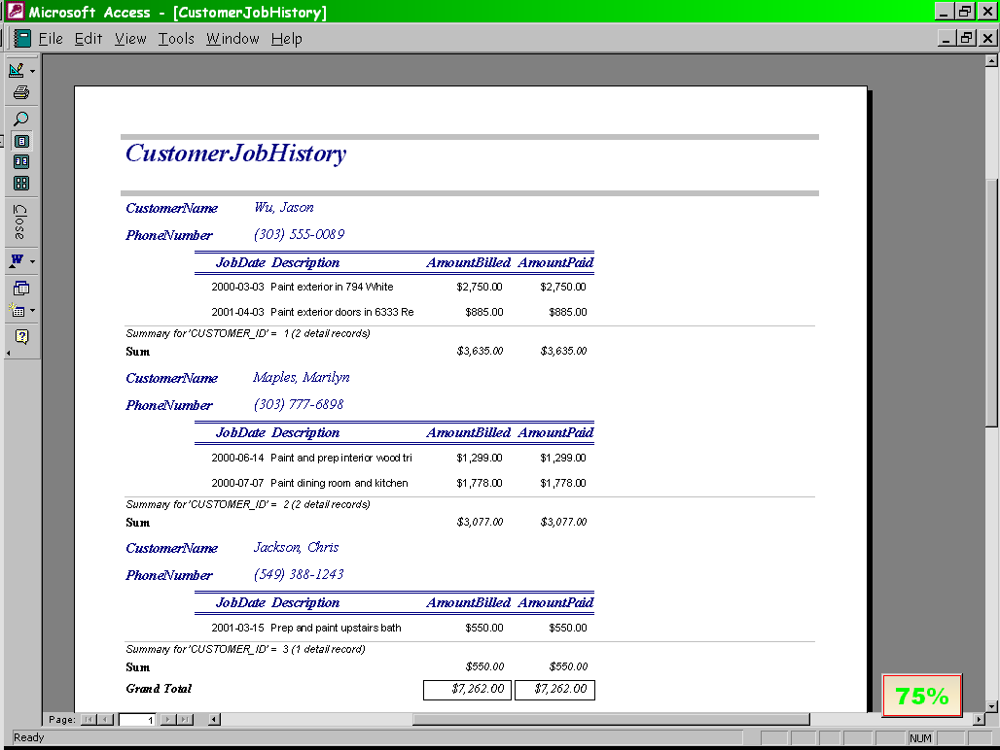 Microsoft Access - [CustomerJobHistory]
File Edit View Tools Window Help
Close
CustomerJobHistory
CustomerName Wu, Jason
PhoneNumber (303) 555-0089
JobDate Description AmountBilled AmountPaid
2000-03-03 Paint exterior in 794 White $2,750.00 $2,750.00
2001-04-03 Paint exterior doors in 6333 Re $885.00 $885.00
Summary for 'CUSTOMER_ID' = 1 (2 detail records)
Sum $3,635.00 $3,635.00
CustomerName Maples, Marilyn
PhoneNumber (303) 777-6898
JobDate Description AmountBilled AmountPaid
2000-06-14 Paint and prep interior wood tri $1,299.00 $1,299.00
2000-07-07 Paint dining room and kitchen $1,778.00 $1,778.00
Summary for 'CUSTOMER_ID' = 2 (2 detail records)
Sum $3,077.00 $3,077.00
CustomerName Jackson, Chris
PhoneNumber (549) 388-1243
JobDate Description AmountBilled AmountPaid
2001-03-15 Prep and paint upstairs bath $550.00 $550.00
Summary for 'CUSTOMER_ID' = 3 (1 detail record)
Sum $550.00 $550.00
Grand Total $7,262.00 $7,262.00
75%
Page: 1
Ready NUM